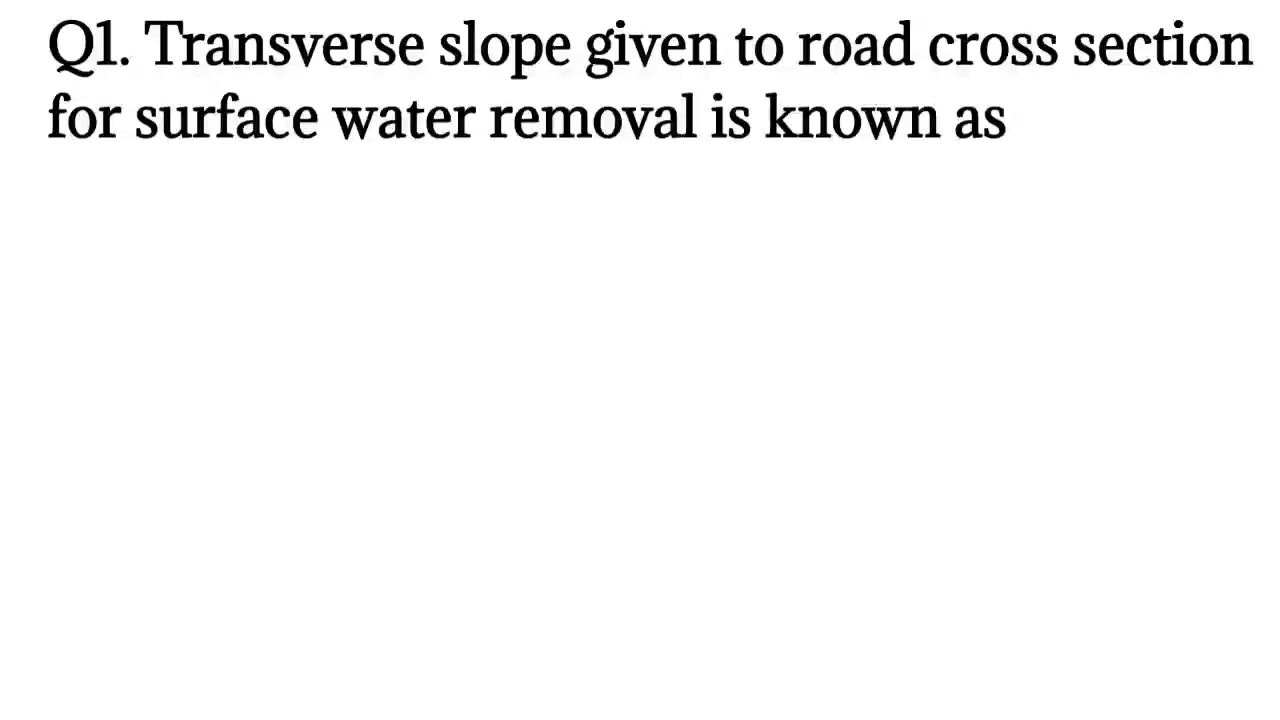 Q1. Transverse slope given to road cross section
for surface water removal is known as